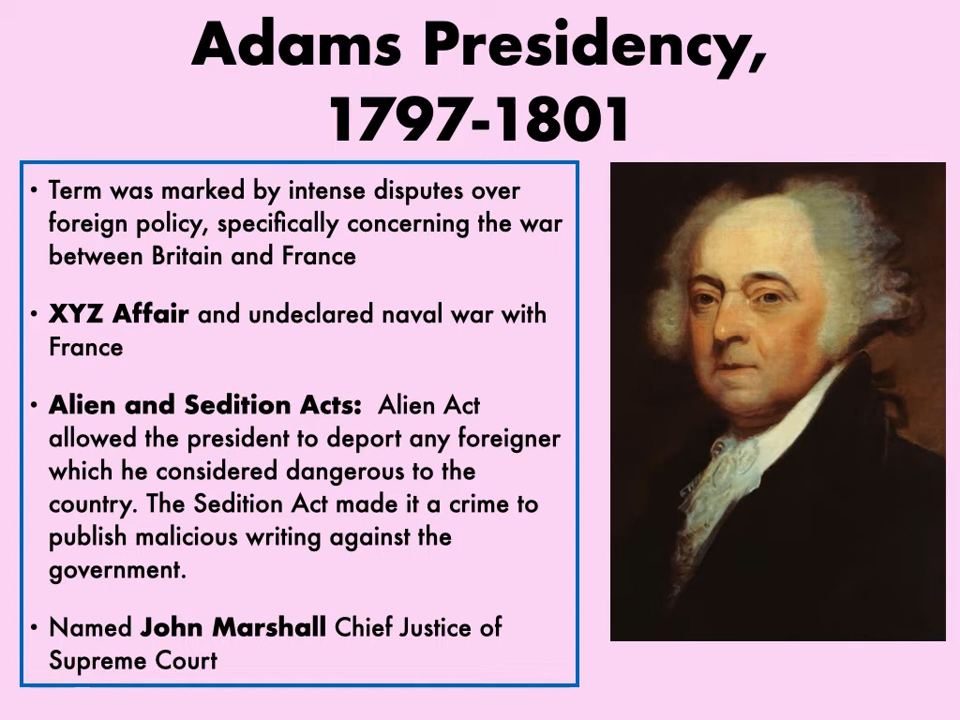 Adams Presidency,
1797-1801
• Term was marked by intense disputes over
foreign policy, specifically concerning the war
between Britain and France
• XYZ Affair and undeclared naval war with
France
• Alien and Sedition Acts: Alien Act
allowed the president to deport any foreigner
which he considered dangerous to the
country. The Sedition Act made it a crime to
publish malicious writing against the
government.
• Named John Marshall Chief Justice of
Supreme Court